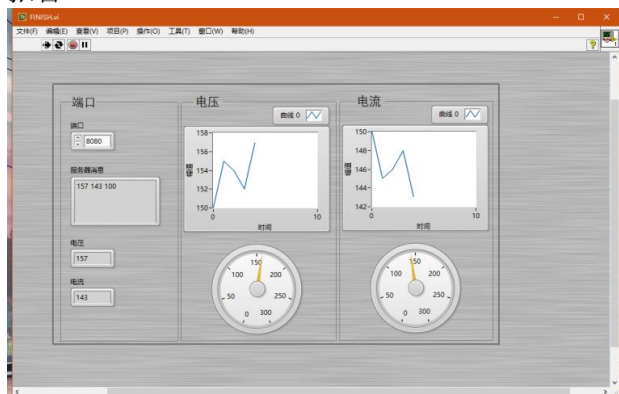 FINISH.vi
文件(F) 编辑(E) 查看(V) 项目(P) 操作(O) 工具(T) 窗口(W) 帮助(H)
端口
端口
8080
服务器消息
157 143 100
电压
157
电流
143
电压
曲线 0
幅值
158
156
154
152
150
0
10
时间
0
50
100
150
200
250
300
电流
曲线 0
幅值
150
148
146
144
142
0
10
时间
0
50
100
150
200
250
300